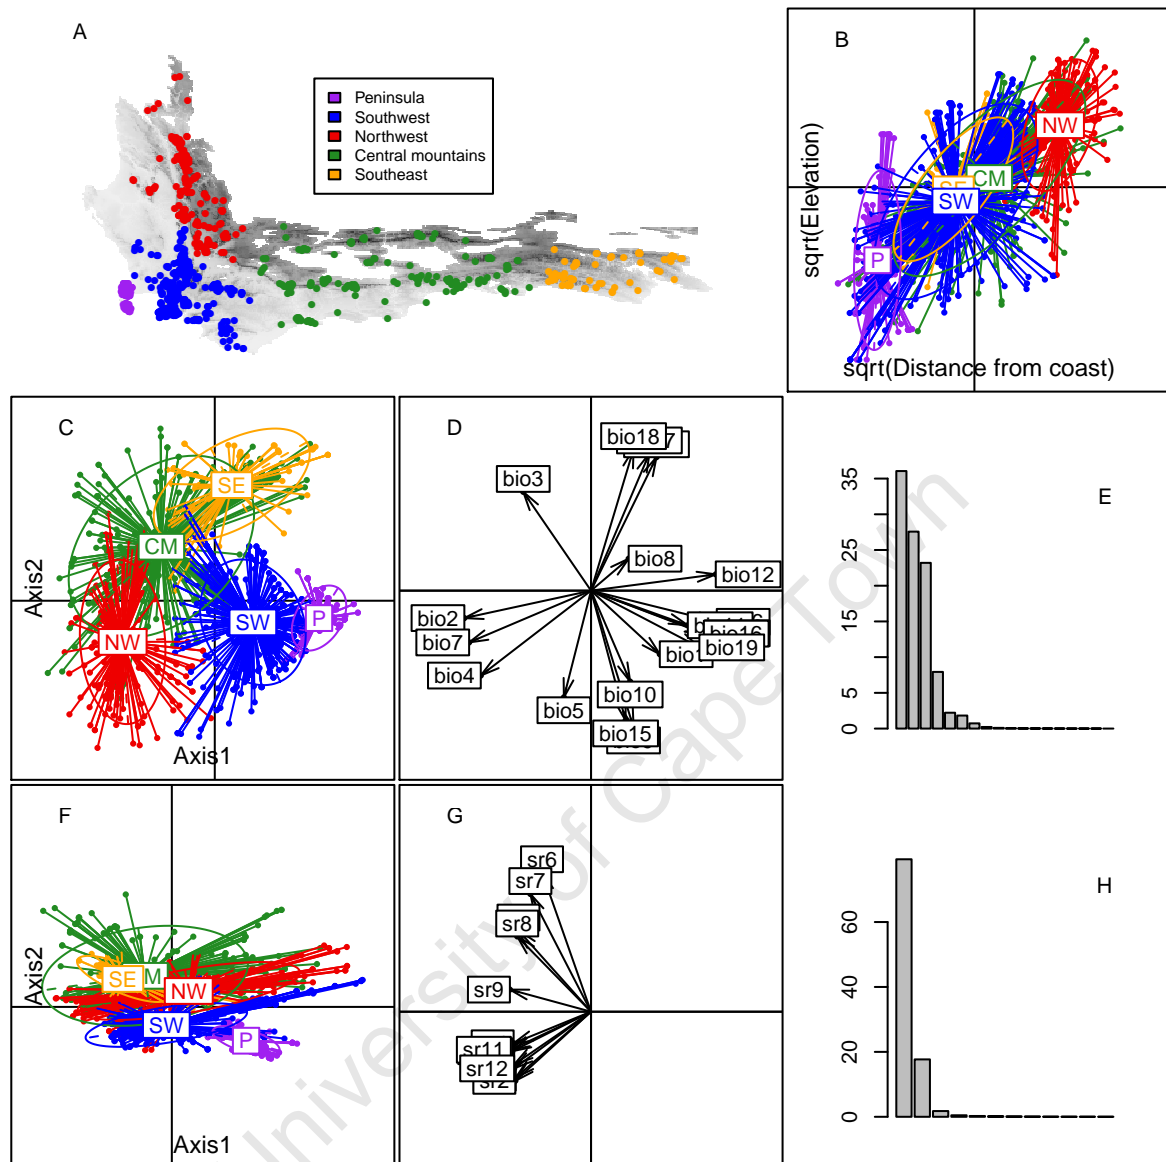 A
Peninsula
Southwest
Northwest
Central mountains
Southeast
B
NW
CM
SW
P
sqrt(Elevation)
sqrt(Distance from coast)
C
SE
CM
SW
P
NW
Axis2
Axis1
D
bio18
bio3
bio8
bio12
bio2
bio7
bio4
bio16
bio19
bio10
bio5
bio15
E
35
25
15
5
0
F
SE
M
NW
SW
P
Axis2
Axis1
G
sr6
sr7
sr8
sr9
sr11
sr12
sr2
H
60
40
20
0
University of Cape Town